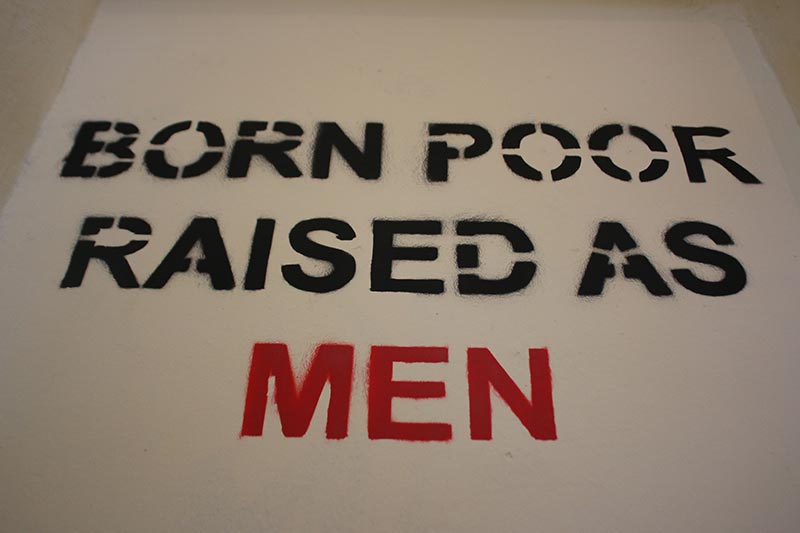 BORN POOR
RAISED AS
MEN